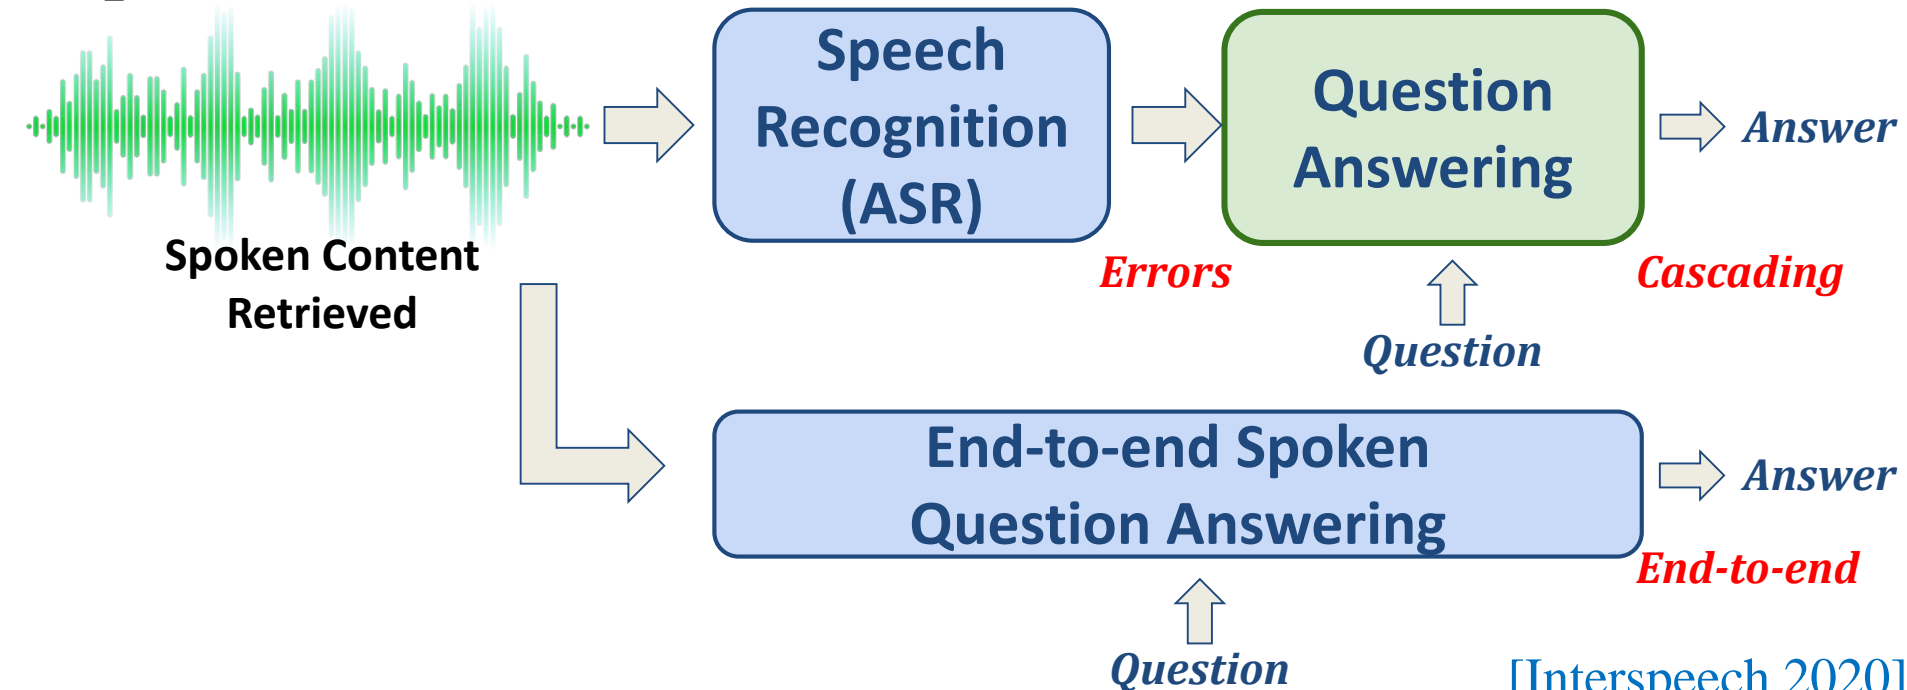 Speech
Recognition
(ASR)
Question
Answering
Answer
Spoken Content
Retrieved
Errors
Cascading
Question
End-to-end Spoken
Question Answering
Answer
End-to-end
Question
[Interspeech 2020]